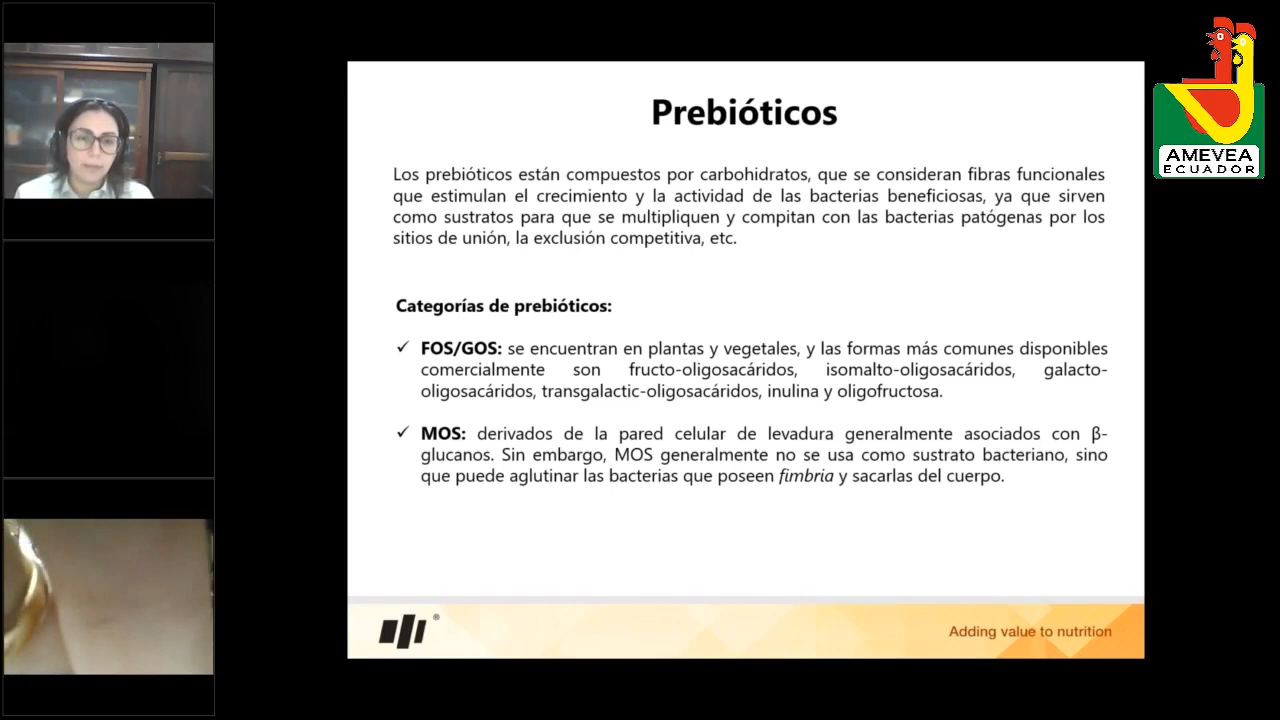 Prebióticos
Los prebióticos están compuestos por carbohidratos, que se consideran fibras funcionales
que estimulan el crecimiento y la actividad de las bacterias beneficiosas, ya que sirven
como sustratos para que se multipliquen y compitan con las bacterias patógenas por los
sitios de unión, la exclusión competitiva, etc.
Categorías de prebióticos:
✓ FOS/GOS: se encuentran en plantas y vegetales, y las formas más comunes disponibles
comercialmente son fructo-oligosacáridos, isomalto-oligosacáridos, galacto-
oligosacáridos, transgalactic-oligosacáridos, inulina y oligofructosa.
✓ MOS: derivados de la pared celular de levadura generalmente asociados con β-
glucanos. Sin embargo, MOS generalmente no se usa como sustrato bacteriano, sino
que puede aglutinar las bacterias que poseen fimbria y sacarlas del cuerpo.
®
Adding value to nutrition
AMEVEA
ECUADOR